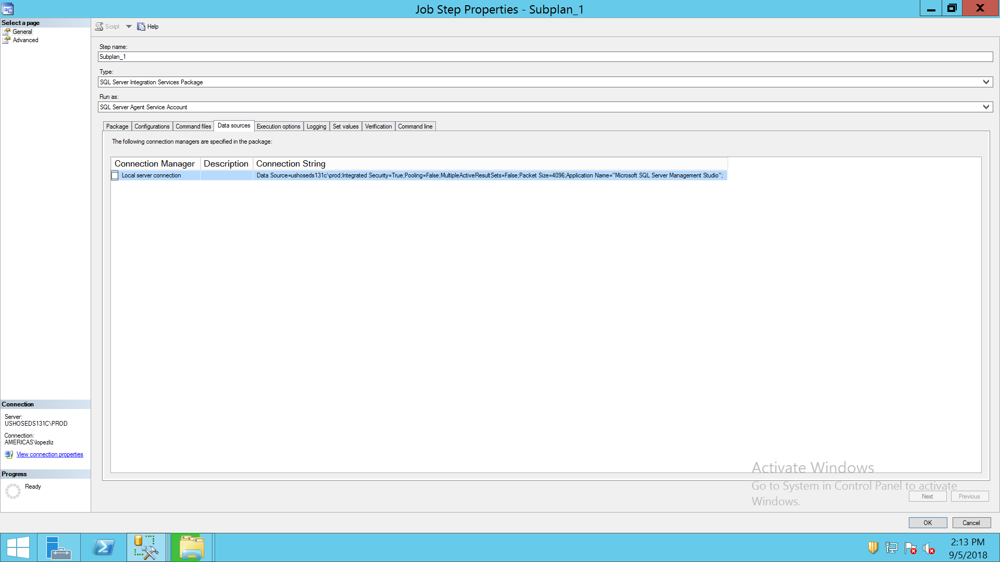 Job Step Properties - Subplan_1
Select a page
General
Advanced
Script
Help
Step name:
Subplan_1
Type:
SQL Server Integration Services Package
Run as:
SQL Server Agent Service Account
Package
Configurations
Command files
Data sources
Execution options
Logging
Set values
Verification
Command line
The following connection managers are specified in the package:
Connection Manager
Description
Connection String
Local server connection
Data Source=ushoseds131c\prod;Integrated Security=True;Pooling=False;MultipleActiveResultSets=False;Packet Size=4096;Application Name="Microsoft SQL Server Management Studio";
Connection
Server:
USHOSEDS131C\PROD
Connection:
AMERICAS\lopezliz
View connection properties
Progress
Ready
Activate Windows
Go to System in Control Panel to activate
Windows.
Next
Previous
OK
Cancel
2:13 PM
9/5/2018